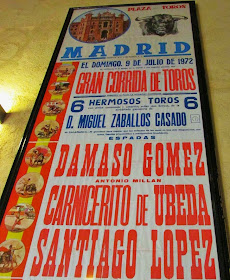 PLAZA DE TOROS
MADRID
EL DOMINGO, 9 DE JULIO DE 1972
GRAN CORRIDA DE TOROS
6 HERMOSOS TOROS 6
D. MIGUEL ZABALLOS CASADO
ESPADAS
DAMASO GOMEZ
ANTONIO MILLAN
CARNICERITO DE UBEDA
SANTIAGO LOPEZ